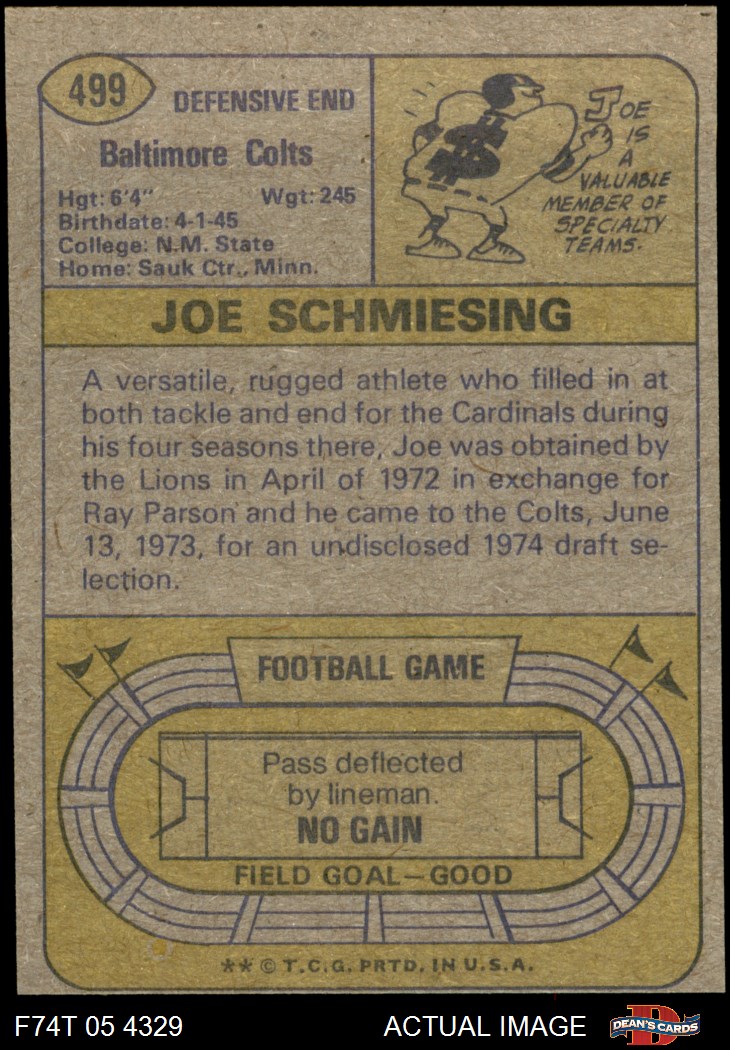 499
DEFENSIVE END
Baltimore Colts
Hgt: 6'4" Wgt: 245
Birthdate: 4-1-45
College: N.M. State
Home: Sauk Ctr., Minn.
JOE
IS
A
VALUABLE
MEMBER OF
SPECIALTY
TEAMS.
JOE SCHMIESING
A versatile, rugged athlete who filled in at
both tackle and end for the Cardinals during
his four seasons there, Joe was obtained by
the Lions in April of 1972 in exchange for
Ray Parson and he came to the Colts, June
13, 1973, for an undisclosed 1974 draft se-
lection.
FOOTBALL GAME
Pass deflected
by lineman.
NO GAIN
FIELD GOAL—GOOD
** © T.C.G. PRTD. IN U.S.A.
F74T 05 4329 ACTUAL IMAGE
D
DEAN'S CARDS